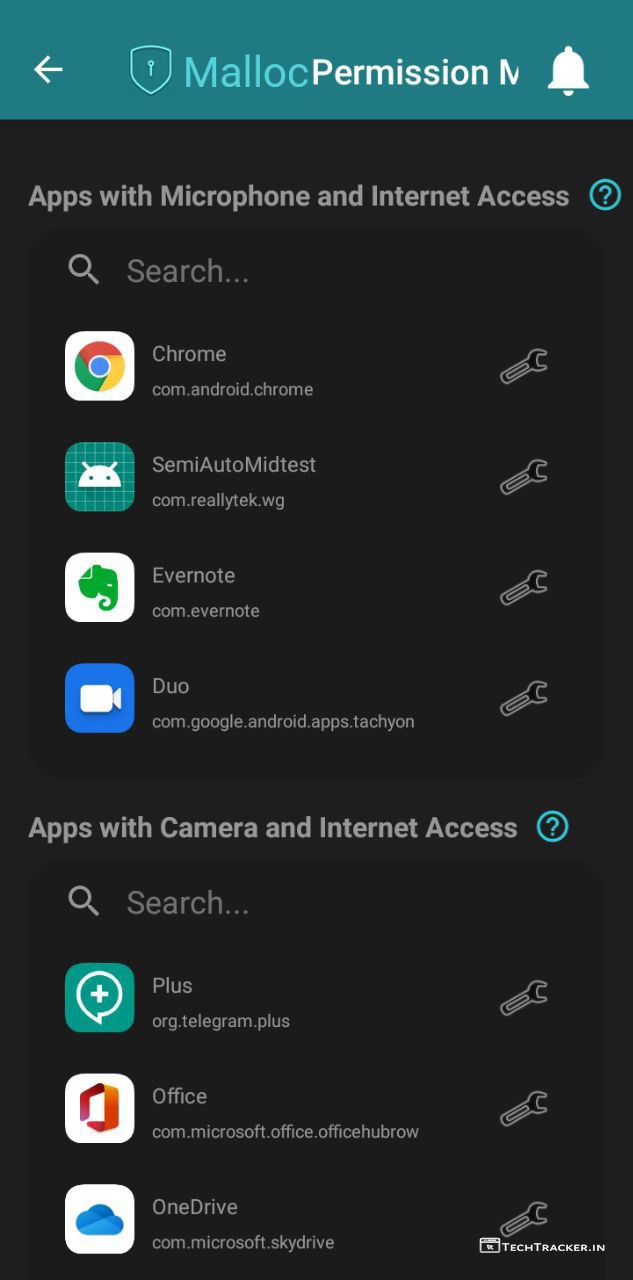 MallocPermission M
Apps with Microphone and Internet Access ?
Search...
Chrome
com.android.chrome
SemiAutoMidtest
com.reallytek.wg
Evernote
com.evernote
Duo
com.google.android.apps.tachyon
Apps with Camera and Internet Access ?
Search...
Plus
org.telegram.plus
Office
com.microsoft.office.officehubrow
OneDrive
com.microsoft.skydrive
TECHTRACKER.IN